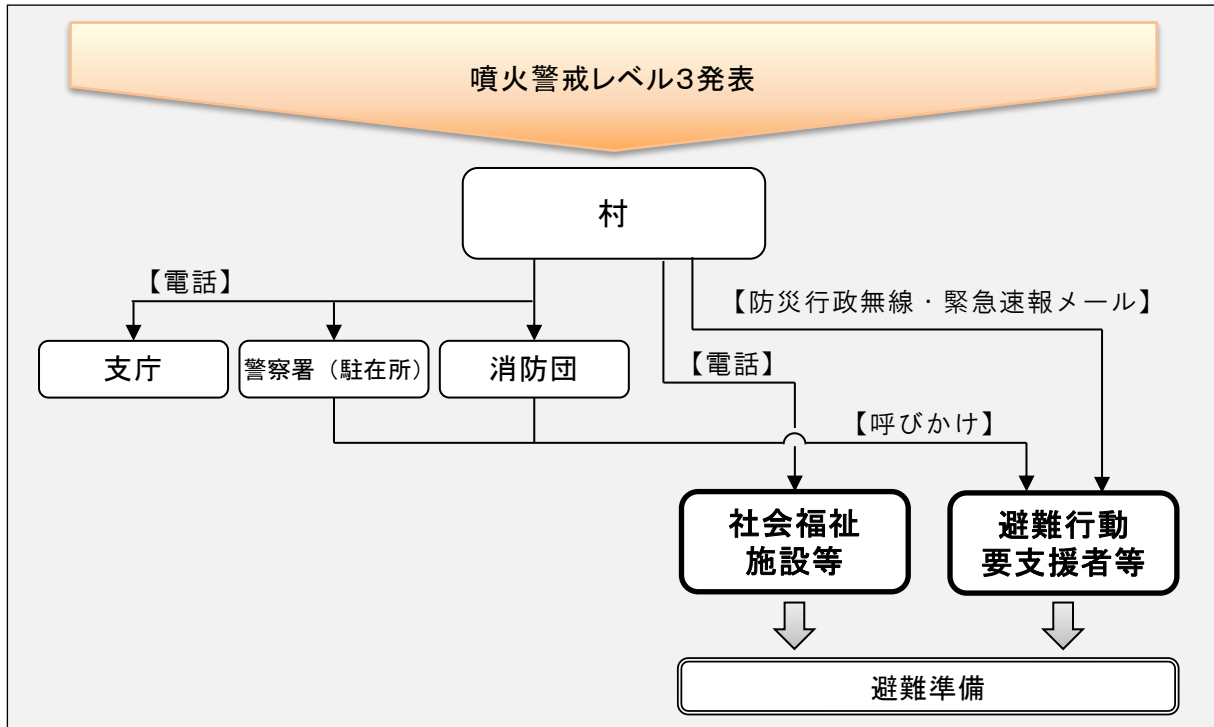 噴火警戒レベル３発表
村
【電話】
【防災行政無線・緊急速報メール】
支庁
警察署（駐在所）
消防団
【電話】
【呼びかけ】
社会福祉
施設等
避難行動
要支援者等
避難準備